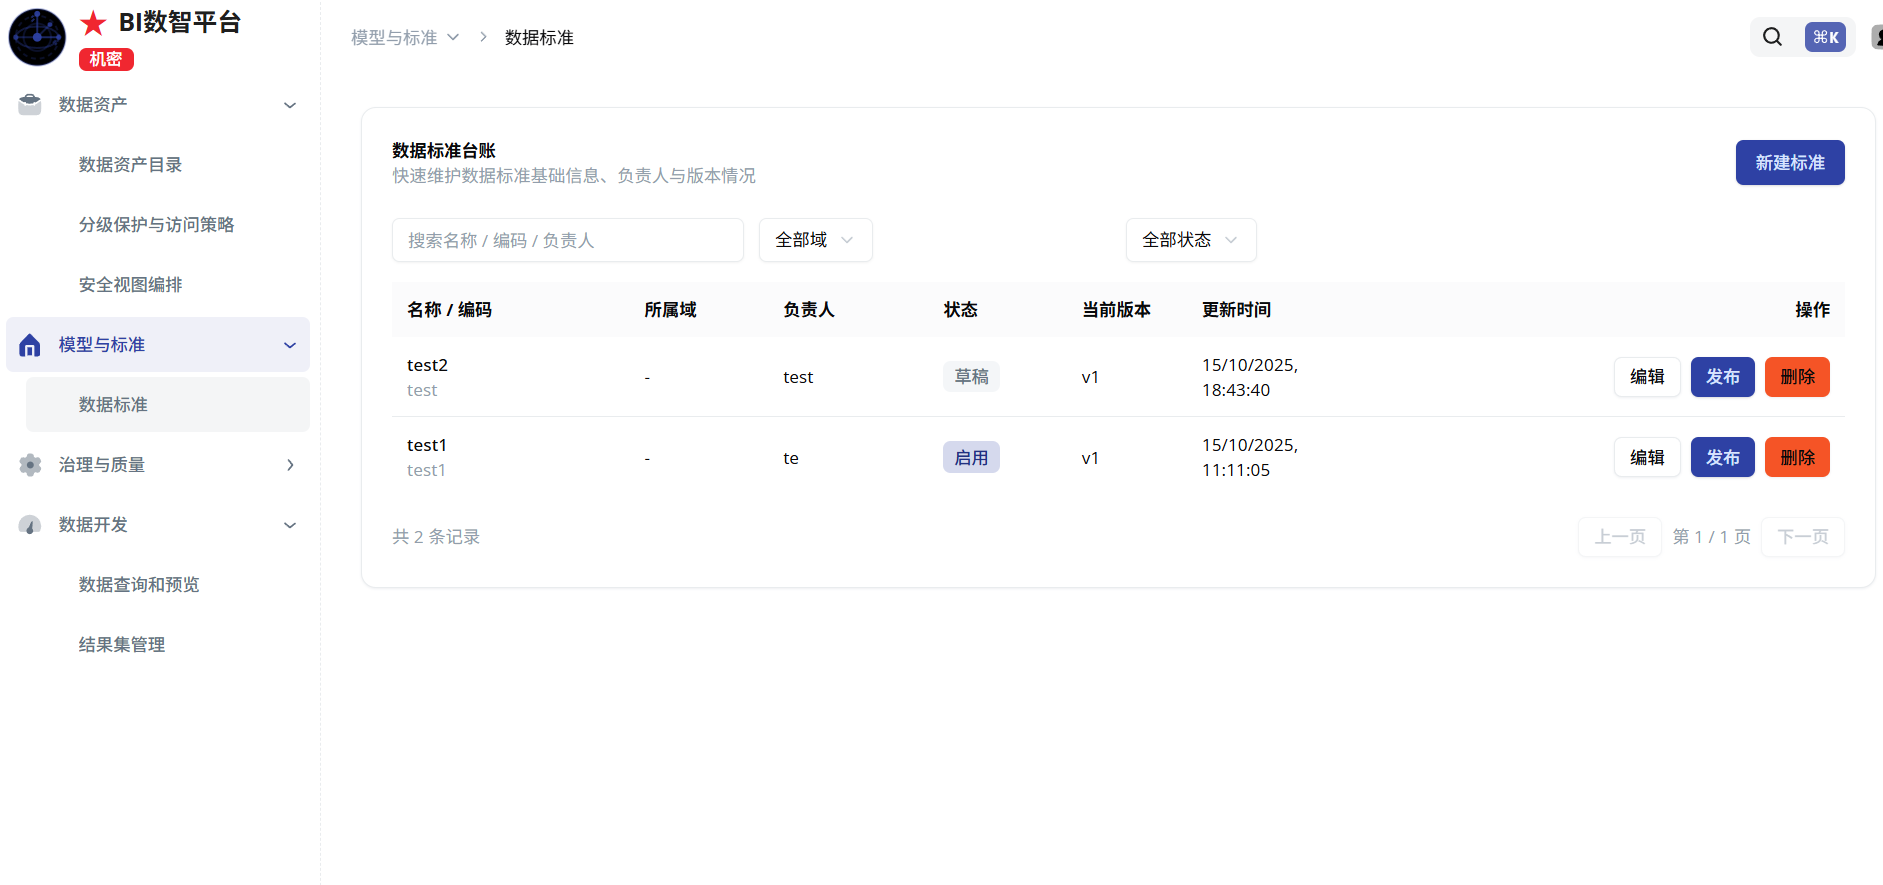 BI数智平台
机密
数据资产
数据资产目录
分级保护与访问策略
安全视图编排
模型与标准
数据标准
治理与质量
数据开发
数据查询和预览
结果集管理
模型与标准
数据标准
⌘K
数据标准台账
快速维护数据标准基础信息、负责人与版本情况
新建标准
搜索名称 / 编码 / 负责人
全部域
全部状态
名称 / 编码 所属域 负责人 状态 当前版本 更新时间 操作
test2
test
-
test
草稿
v1
15/10/2025,
18:43:40
编辑 发布 删除
test1
test1
-
te
启用
v1
15/10/2025,
11:11:05
编辑 发布 删除
共 2 条记录
上一页 第 1 / 1 页 下一页